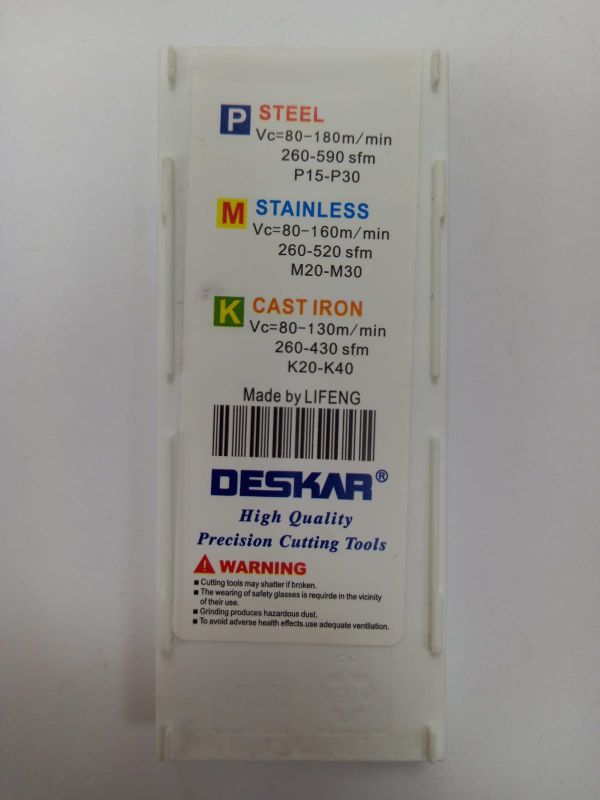 P STEEL
Vc=80-180m/min
260-590 sfm
P15-P30
M STAINLESS
Vc=80-160m/min
260-520 sfm
M20-M30
K CAST IRON
Vc=80-130m/min
260-430 sfm
K20-K40
Made by LIFENG
DESKAR®
High Quality
Precision Cutting Tools
WARNING
■ Cutting tools may shatter if broken.
■ The wearing of safety glasses is requirde in the vicinity
of their use.
■ Grinding produces hazardous dust.
■ To avoid adverse health effects.use adequate ventilation.